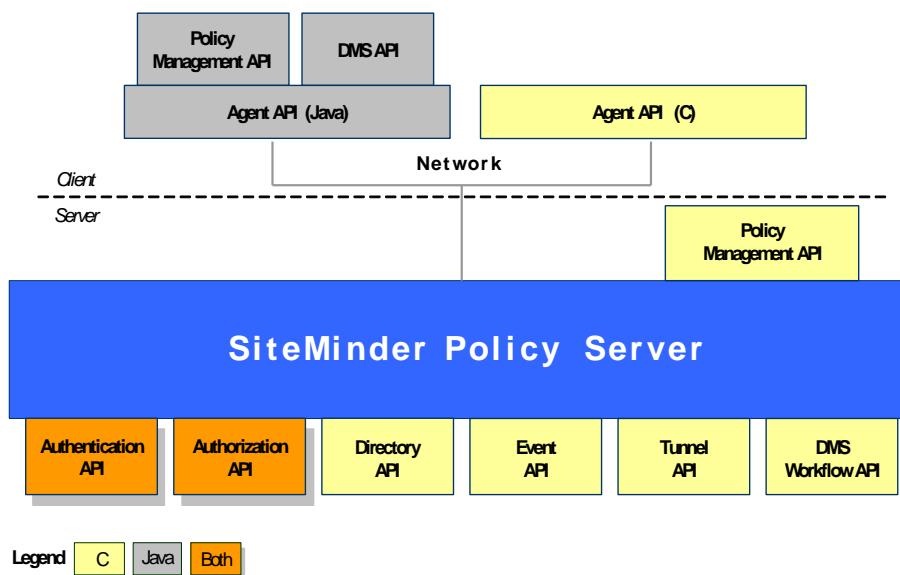 Policy
Management API
DMS API
Agent API (Java)
Agent API (C)
Network
Client
Server
Policy
Management API
SiteMinder Policy Server
Authentication
API
Authorization
API
Directory
API
Event
API
Tunnel
API
DMS
Workflow API
Legend C Java Both